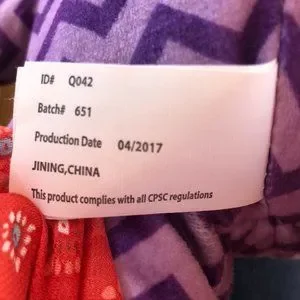 ID# Q042
Batch# 651
Production Date 04/2017
JINING,CHINA
This product complies with all CPSC regulations